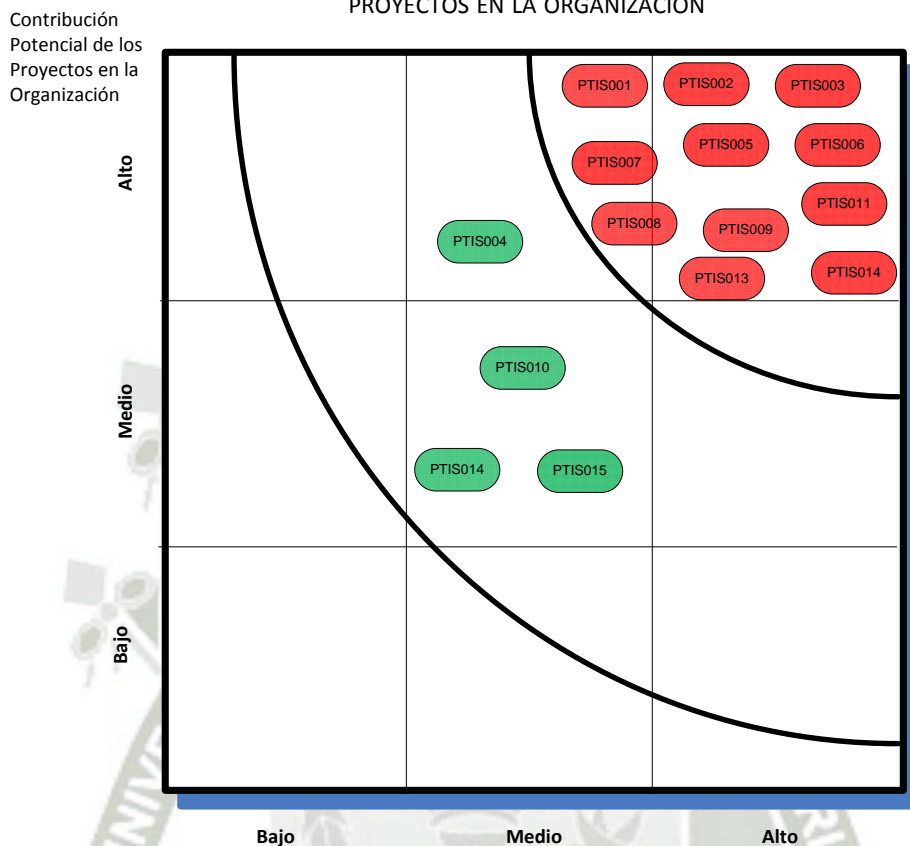 PROYECTOS EN LA ORGANIZACIÓN
Contribución
Potencial de los
Proyectos en la
Organización
Alto
PTIS001
PTIS002
PTIS003
PTIS005
PTIS006
PTIS007
PTIS011
PTIS008
PTIS009
PTIS004
PTIS013
PTIS014
Medio
PTIS010
PTIS014
PTIS015
Bajo
Bajo
Medio
Alto